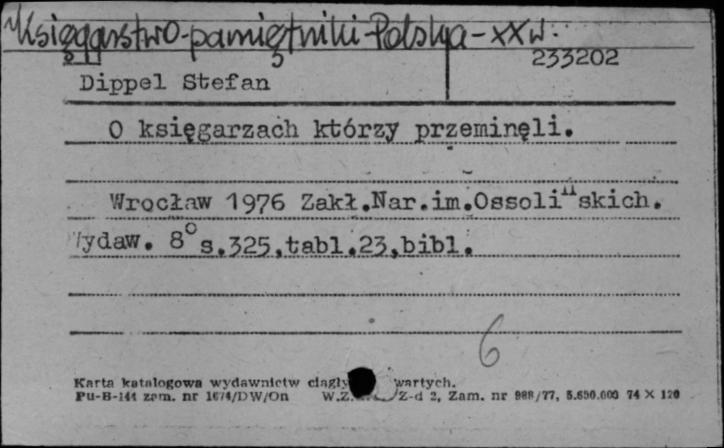 Księgarstwo-pamiętniki-Polska-XXw.
233202
Dippel Stefan
O księgarzach którzy przeminęli.
Wrocław 1976 Zakł.Nar.im.Ossoli skich.
Wydaw. 8° s.325,tabl.23,bibl.
6
Karta katalogowa wydawnictw ciągły wartych.
Pu-B-144 zam. nr 1674/DW/On W.Z. Z-d 2, Zam. nr 988/77, 5.650.000 74 X 120